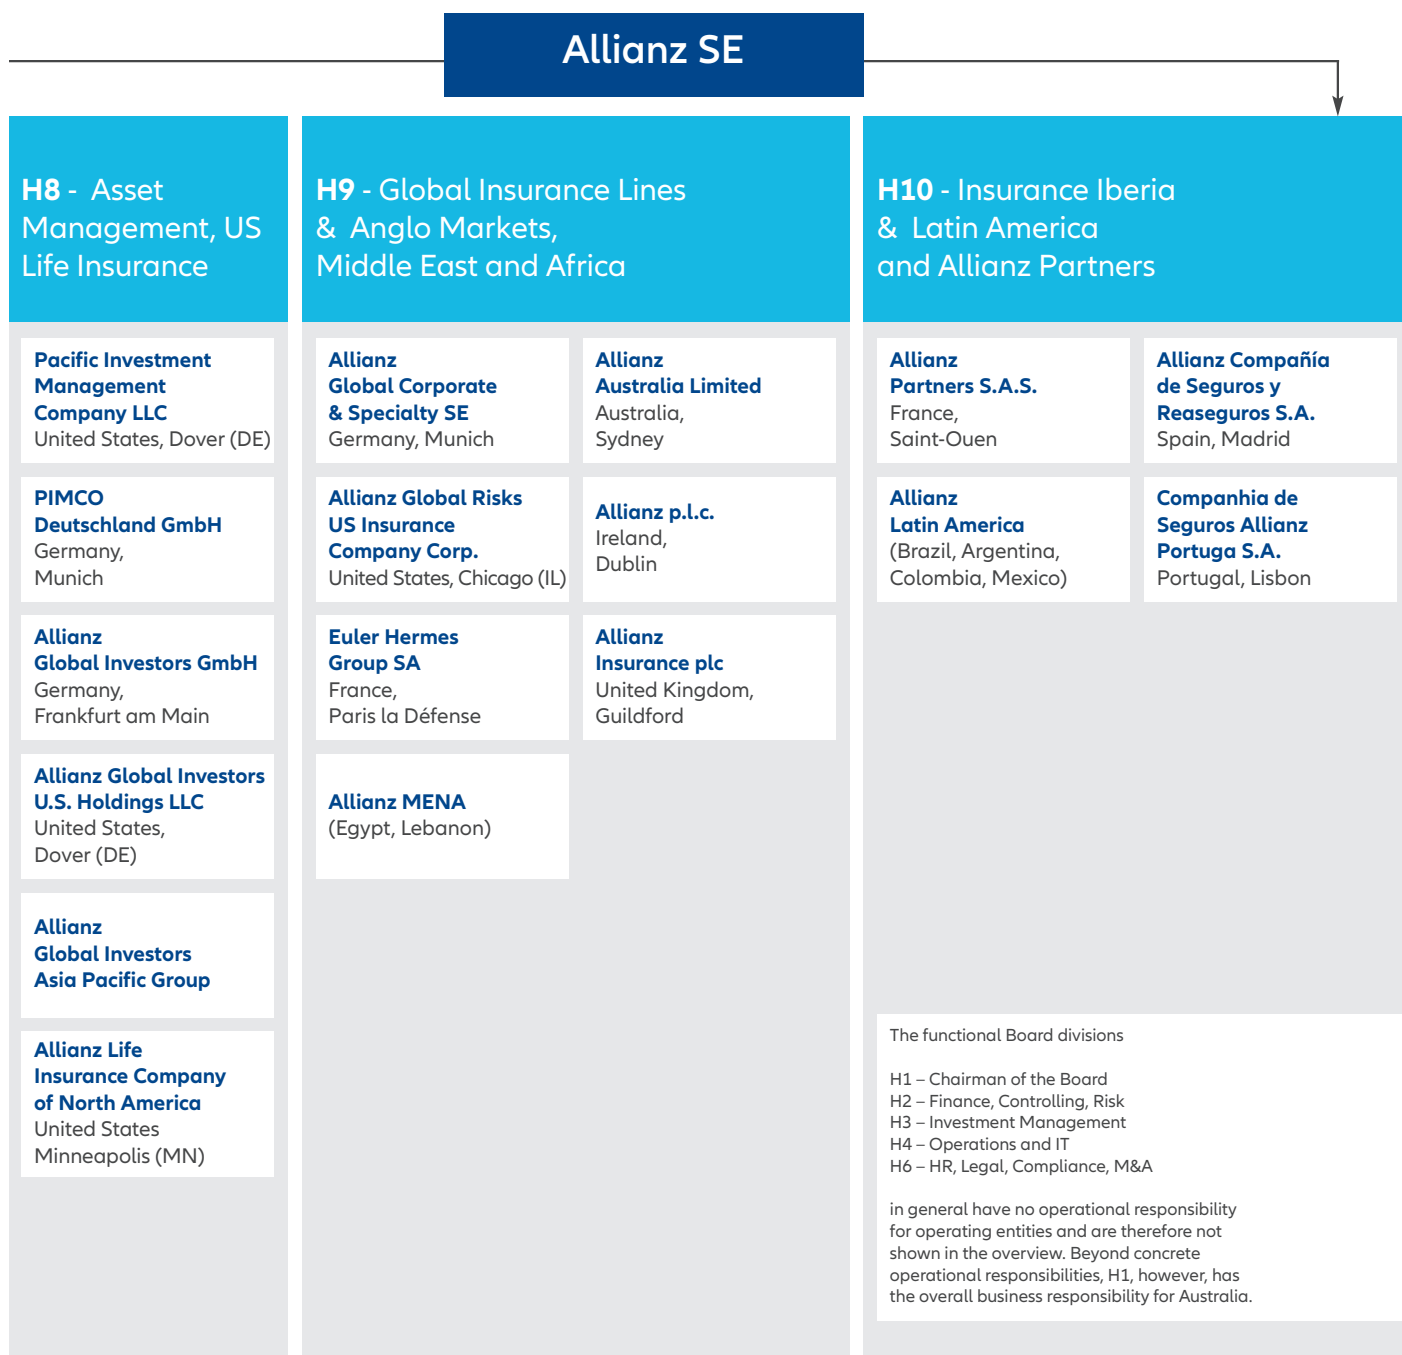 Allianz SE
H8 - Asset
Management, US
Life Insurance
Pacific Investment
Management
Company LLC
United States, Dover (DE)
PIMCO
Deutschland GmbH
Germany,
Munich
Allianz
Global Investors GmbH
Germany,
Frankfurt am Main
Allianz Global Investors
U.S. Holdings LLC
United States,
Dover (DE)
Allianz
Global Investors
Asia Pacific Group
Allianz Life
Insurance Company
of North America
United States
Minneapolis (MN)
H9 - Global Insurance Lines
& Anglo Markets,
Middle East and Africa
Allianz
Global Corporate
& Specialty SE
Germany, Munich
Allianz Global Risks
US Insurance
Company Corp.
United States, Chicago (IL)
Euler Hermes
Group SA
France,
Paris la Défense
Allianz MENA
(Egypt, Lebanon)
Allianz
Australia Limited
Australia,
Sydney
Allianz p.l.c.
Ireland,
Dublin
Allianz
Insurance plc
United Kingdom,
Guildford
H10 - Insurance Iberia
& Latin America
and Allianz Partners
Allianz
Partners S.A.S.
France,
Saint-Ouen
Allianz
Latin America
(Brazil, Argentina,
Colombia, Mexico)
Allianz Compañía
de Seguros y
Reaseguros S.A.
Spain, Madrid
Companhia de
Seguros Allianz
Portuga S.A.
Portugal, Lisbon
The functional Board divisions
H1 – Chairman of the Board
H2 – Finance, Controlling, Risk
H3 – Investment Management
H4 – Operations and IT
H6 – HR, Legal, Compliance, M&A
in general have no operational responsibility
for operating entities and are therefore not
shown in the overview. Beyond concrete
operational responsibilities, H1, however, has
the overall business responsibility for Australia.